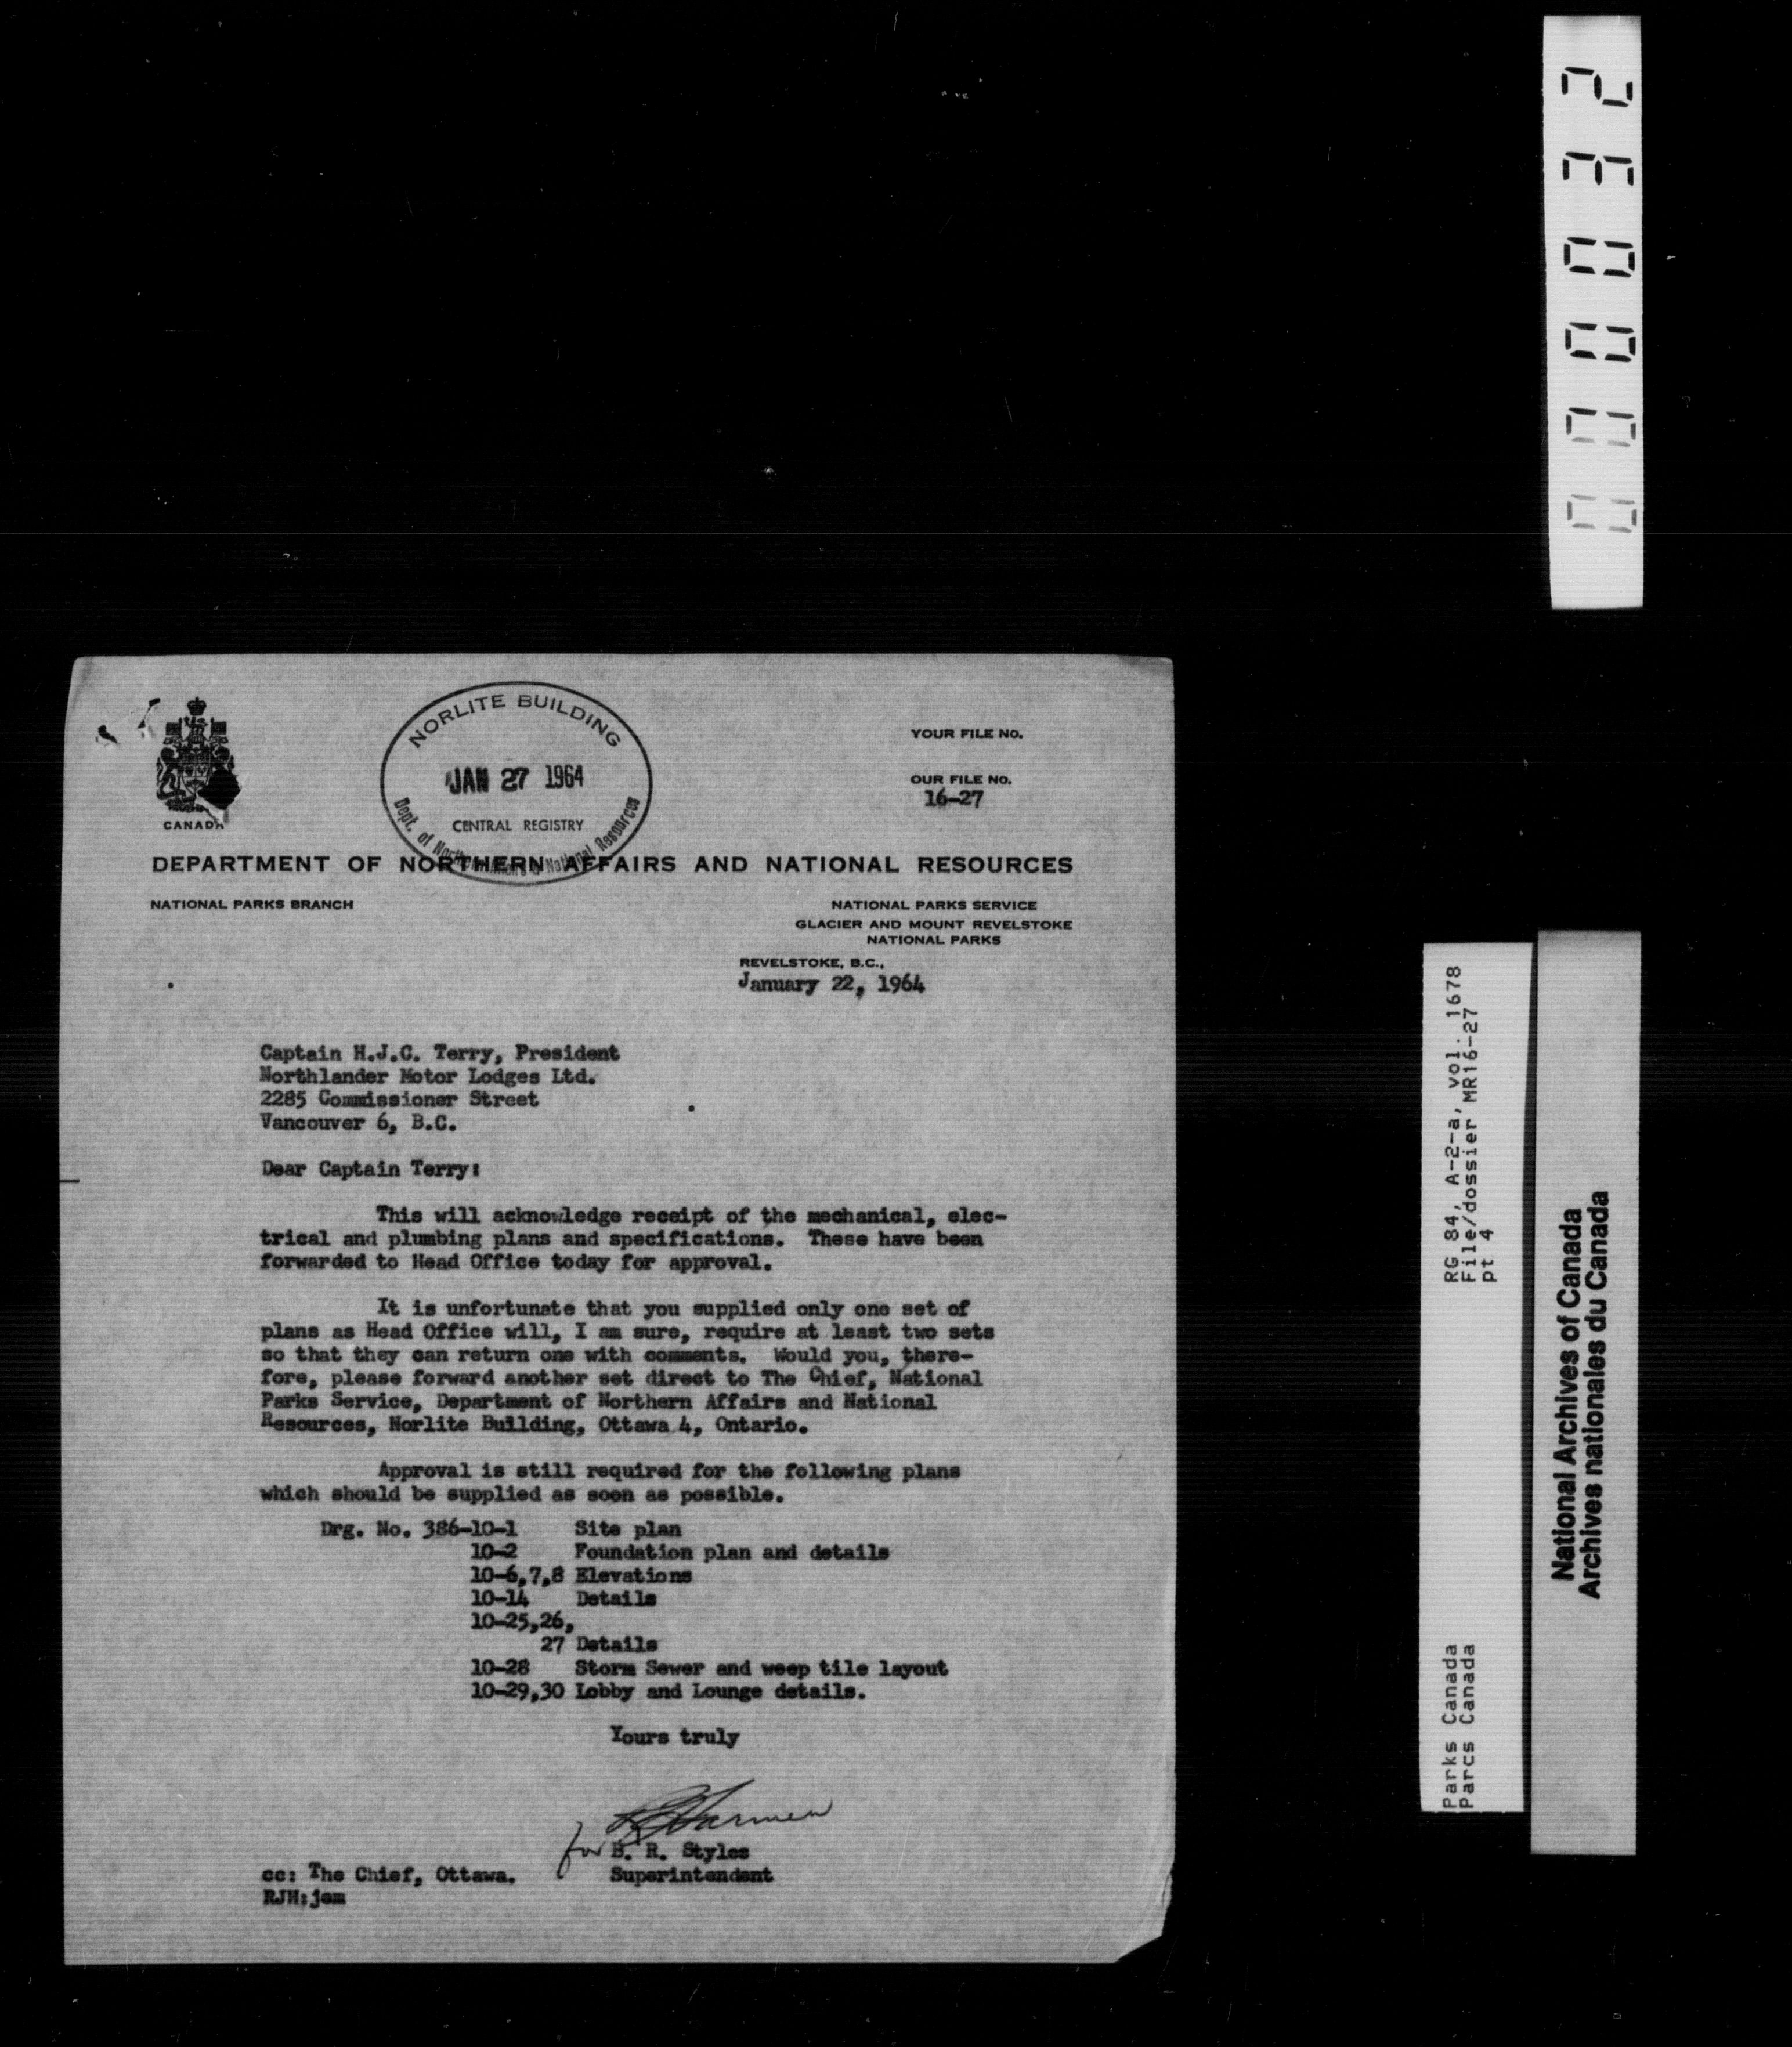 NORLITE BUILDING
JAN 27 1964
CENTRAL REGISTRY
Dept. of Northern Affairs & National Resources
CANADA
YOUR FILE No.
OUR FILE No.
16-27
DEPARTMENT OF NORTHERN AFFAIRS AND NATIONAL RESOURCES
NATIONAL PARKS BRANCH
NATIONAL PARKS SERVICE
GLACIER AND MOUNT REVELSTOKE
NATIONAL PARKS
REVELSTOKE, B.C.,
January 22, 1964
Captain H.J.C. Terry, President
Northlander Motor Lodges Ltd.
2285 Commissioner Street
Vancouver 6, B.C.
Dear Captain Terry:
This will acknowledge receipt of the mechanical, elec-
trical and plumbing plans and specifications. These have been
forwarded to Head Office today for approval.
It is unfortunate that you supplied only one set of
plans as Head Office will, I am sure, require at least two sets
so that they can return one with comments. Would you, there-
fore, please forward another set direct to The Chief, National
Parks Service, Department of Northern Affairs and National
Resources, Norlite Building, Ottawa 4, Ontario.
Approval is still required for the following plans
which should be supplied as soon as possible.
Drg. No. 386-10-1 Site plan
10-2 Foundation plan and details
10-6,7,8 Elevations
10-14 Details
10-25,26,
27 Details
10-28 Storm Sewer and weep tile layout
10-29,30 Lobby and Lounge details.
Yours truly
for B. R. Styles
Superintendent
cc: The Chief, Ottawa.
RJH:jem
000032
RG 84, A-2-a, vol. 1678
File/dossier MR16-27
pt 4
Parks Canada
Parcs Canada
National Archives of Canada
Archives nationales du Canada